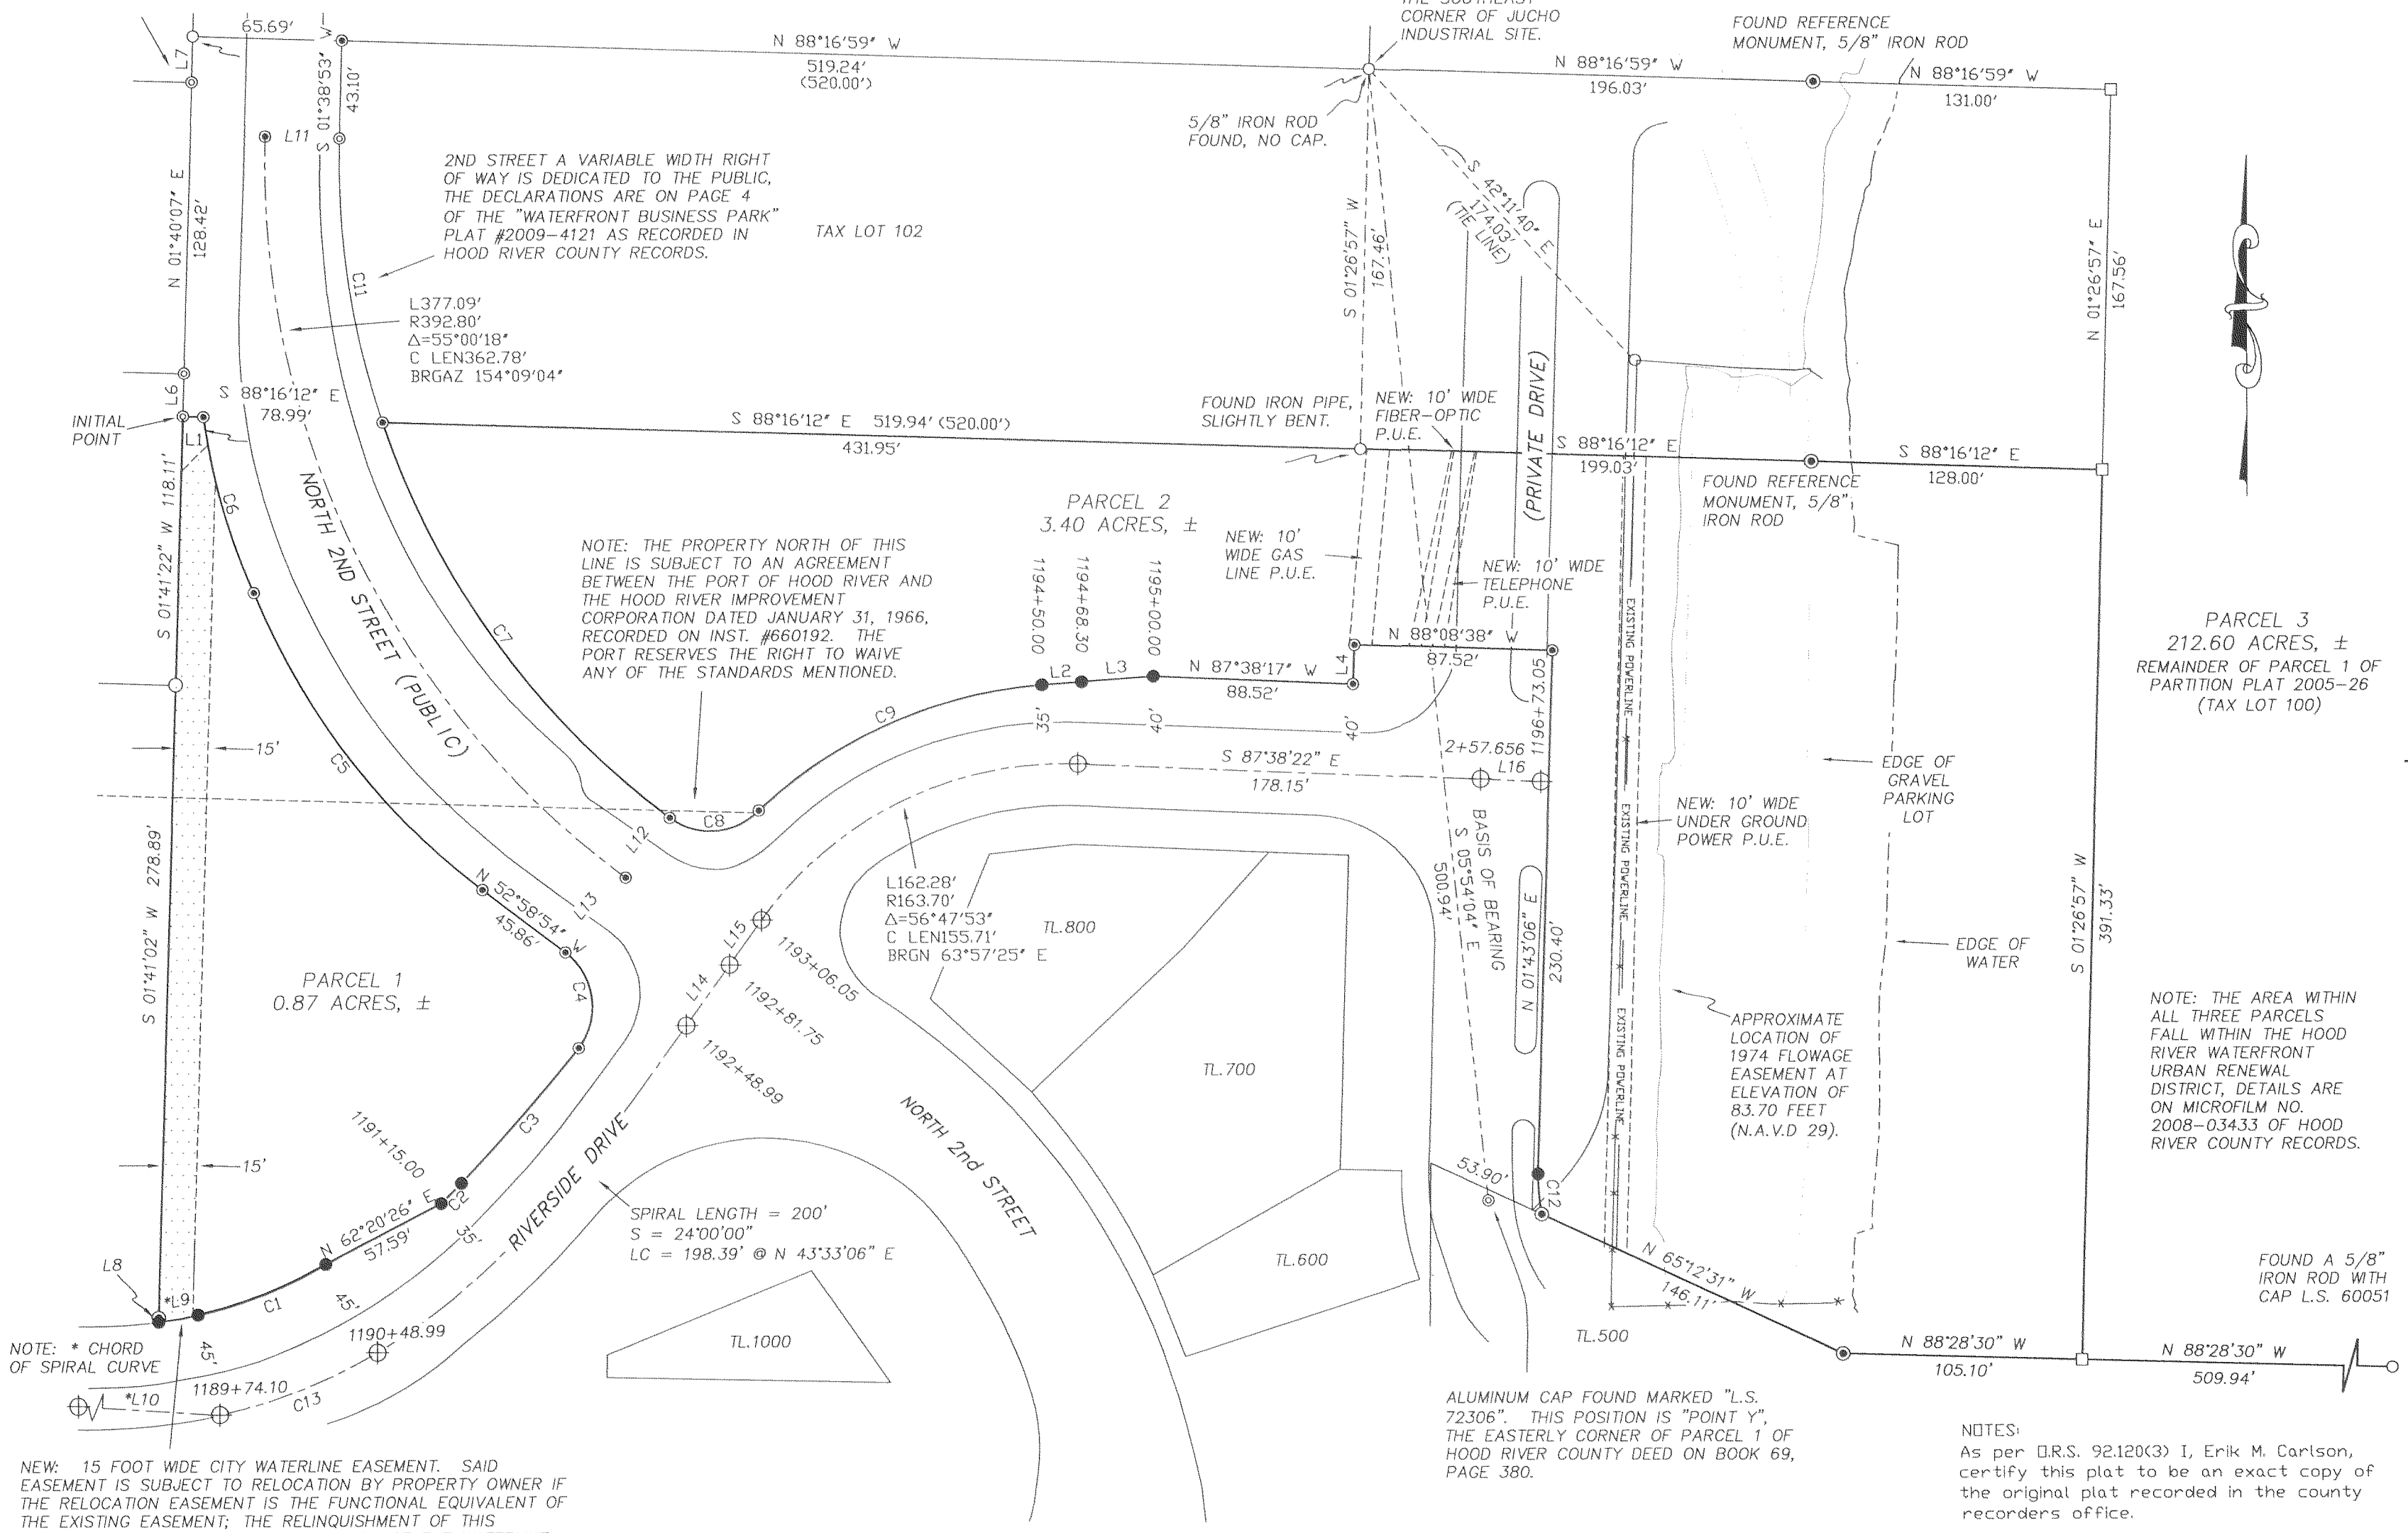 THE SOUTHEAST
CORNER OF JUCHO
INDUSTRIAL SITE.
FOUND REFERENCE
MONUMENT, 5/8" IRON ROD
65.69'
L7
S 01°38'53" W
43.10'
N 88°16'59" W
519.24'
(520.00')
N 88°16'59" W
196.03'
N 88°16'59" W
131.00'
5/8" IRON ROD
FOUND, NO CAP.
L11
N 01°40'07" E
128.42'
2ND STREET A VARIABLE WIDTH RIGHT
OF WAY IS DEDICATED TO THE PUBLIC,
THE DECLARATIONS ARE ON PAGE 4
OF THE "WATERFRONT BUSINESS PARK"
PLAT #2009-4121 AS RECORDED IN
HOOD RIVER COUNTY RECORDS.
TAX LOT 102
C11
S 01°26'57" W
167.46'
S 42°11'40" E
174.03'
(TIE LINE)
N 01°26'57" E
167.56'
L377.09'
R392.80'
Δ=55°00'18"
C LEN362.78'
BRGAZ 154°09'04"
(PRIVATE DRIVE)
L6
S 88°16'12" E
78.99'
INITIAL
POINT
L1
FOUND IRON PIPE,
SLIGHTLY BENT.
NEW: 10' WIDE
FIBER-OPTIC
P.U.E.
S 88°16'12" E 519.94' (520.00')
431.95'
S 88°16'12" E
199.03'
S 88°16'12" E
128.00'
FOUND REFERENCE
MONUMENT, 5/8"
IRON ROD
S 01°41'22" W 118.11'
C6
NORTH 2ND STREET (PUBLIC)
PARCEL 2
3.40 ACRES, ±
NOTE: THE PROPERTY NORTH OF THIS
LINE IS SUBJECT TO AN AGREEMENT
BETWEEN THE PORT OF HOOD RIVER AND
THE HOOD RIVER IMPROVEMENT
CORPORATION DATED JANUARY 31, 1966,
RECORDED ON INST. #660192. THE
PORT RESERVES THE RIGHT TO WAIVE
ANY OF THE STANDARDS MENTIONED.
C7
1194+50.00
1194+68.30
1195+00.00
NEW: 10'
WIDE GAS
LINE P.U.E.
NEW: 10' WIDE
TELEPHONE
P.U.E.
N 88°08'38" W
87.52'
L2
L3
N 87°38'17" W
88.52'
L4
C9
35'
40'
40'
1196+73.05
2+57.656
L16
S 87°38'22" E
178.15'
EXISTING POWERLINE
EXISTING POWERLINE
EXISTING POWERLINE
PARCEL 3
212.60 ACRES, ±
REMAINDER OF PARCEL 1 OF
PARTITION PLAT 2005-26
(TAX LOT 100)
15'
C5
C8
L12
EDGE OF
GRAVEL
PARKING
LOT
NEW: 10' WIDE
UNDER GROUND
POWER P.U.E.
BASIS OF BEARING
S 05°54'04" E
500.94'
S 01°41'02" W 278.89'
N 52°58'54" W
45.86'
L13
L162.28'
R163.70'
Δ=56°47'53"
C LEN155.71'
BRGN 63°57'25" E
TL.800
L15
1193+06.05
N 01°43'06" E
230.40'
S 01°26'57" W
391.33'
EDGE OF
WATER
PARCEL 1
0.87 ACRES, ±
C4
L14
1192+81.75
1192+48.99
APPROXIMATE
LOCATION OF
1974 FLOWAGE
EASEMENT AT
ELEVATION OF
83.70 FEET
(N.A.V.D 29).
NOTE: THE AREA WITHIN
ALL THREE PARCELS
FALL WITHIN THE HOOD
RIVER WATERFRONT
URBAN RENEWAL
DISTRICT, DETAILS ARE
ON MICROFILM NO.
2008-03433 OF HOOD
RIVER COUNTY RECORDS.
TL.700
NORTH 2nd STREET
C3
1191+15.00
15'
C2
N 62°20'26" E
57.59'
35'
RIVERSIDE DRIVE
SPIRAL LENGTH = 200'
S = 24°00'00"
LC = 198.39' @ N 43°33'06" E
53.90'
C12
L8
*L9
C1
45'
TL.600
N 65°12'31" W
146.11'
FOUND A 5/8"
IRON ROD WITH
CAP L.S. 60051
NOTE: * CHORD
OF SPIRAL CURVE
45'
1190+48.99
TL.1000
TL.500
N 88°28'30" W
105.10'
N 88°28'30" W
509.94'
*L10
1189+74.10
C13
ALUMINUM CAP FOUND MARKED "L.S.
72306". THIS POSITION IS "POINT Y",
THE EASTERLY CORNER OF PARCEL 1 OF
HOOD RIVER COUNTY DEED ON BOOK 69,
PAGE 380.
NOTES:
As per O.R.S. 92.120(3) I, Erik M. Carlson,
certify this plat to be an exact copy of
the original plat recorded in the county
recorders office.
NEW: 15 FOOT WIDE CITY WATERLINE EASEMENT. SAID
EASEMENT IS SUBJECT TO RELOCATION BY PROPERTY OWNER IF
THE RELOCATION EASEMENT IS THE FUNCTIONAL EQUIVALENT OF
THE EXISTING EASEMENT; THE RELINQUISHMENT OF THIS